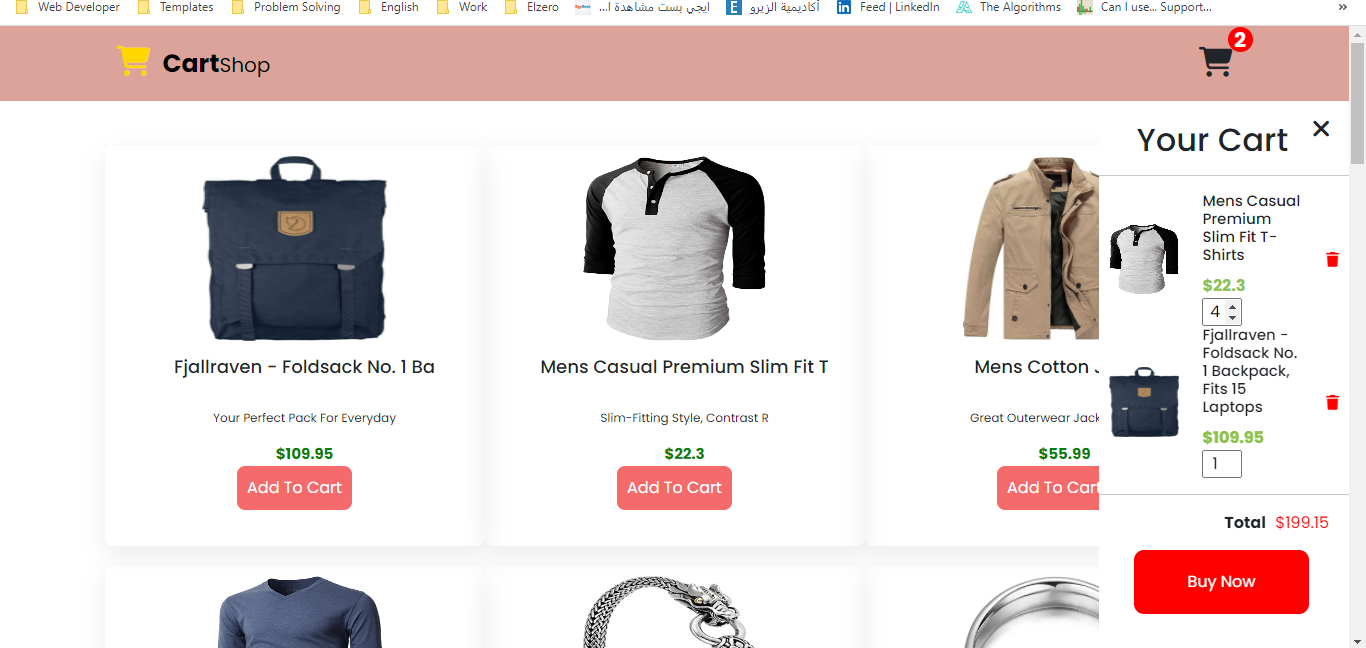 Web Developer Templates Problem Solving English Work Elzero ايجي بست مشاهدة ا... أكاديمية الزيرو Feed | LinkedIn The Algorithms Can I use... Support... »
CartShop
2
Your Cart
Mens Casual
Premium
Slim Fit T-
Shirts
$22.3
4
Fjallraven -
Foldsack No.
1 Backpack,
Fits 15
Laptops
$109.95
1
Total $199.15
Buy Now
Fjallraven - Foldsack No. 1 Ba
Your Perfect Pack For Everyday
$109.95
Add To Cart
Mens Casual Premium Slim Fit T
Slim-Fitting Style, Contrast R
$22.3
Add To Cart
Mens Cotton J
Great Outerwear Jack
$55.99
Add To Cart